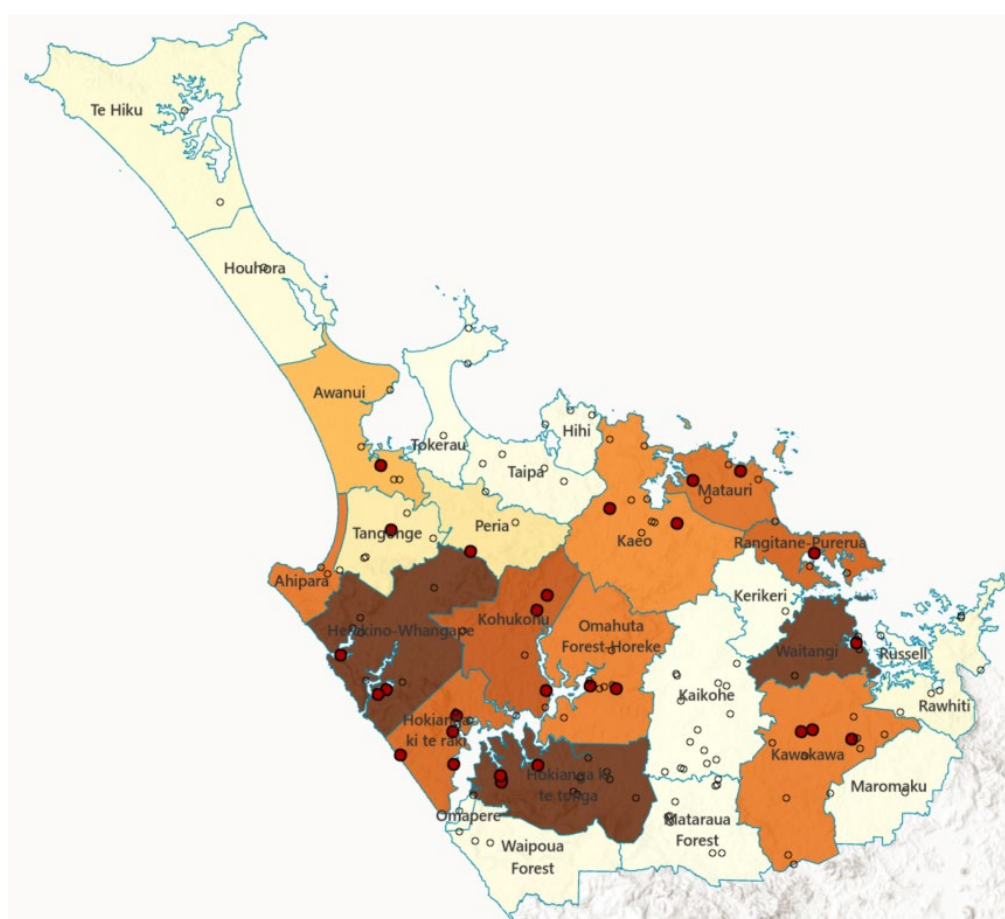 Te Hiku
Houhora
Awanui
Tokerau
Hihi
Taipa
Matauri
Tangonge
Peria
Kaeo
Rangitane-Purerua
Ahipara
Kerikeri
Kohukohu
Omahuta
Forest-Horeke
Herekino-Whangape
Waitangi
Russell
Kaikohe
Rawhiti
Hokianga
ki te raki
Kawakawa
Hokianga ki
te tonga
Maromaku
Omapere
Mataraua
Forest
Waipoua
Forest